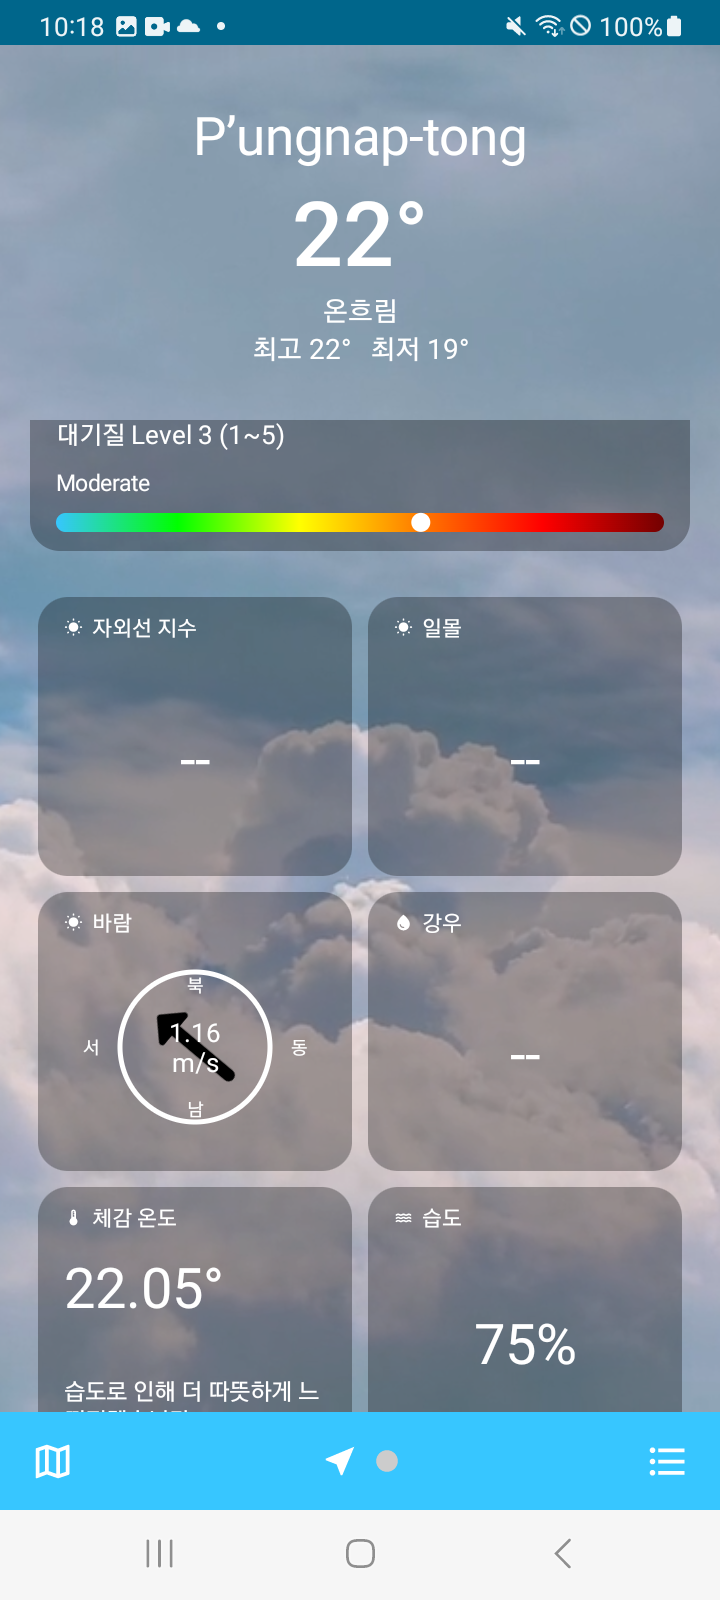 10:18
100%
P’ungnap-tong
22°
온흐림
최고 22° 최저 19°
대기질 Level 3 (1~5)
Moderate
자외선 지수
--
일몰
--
바람
북
서
1.16
m/s
동
남
강우
--
체감 온도
22.05°
습도로 인해 더 따뜻하게 느
습도
75%